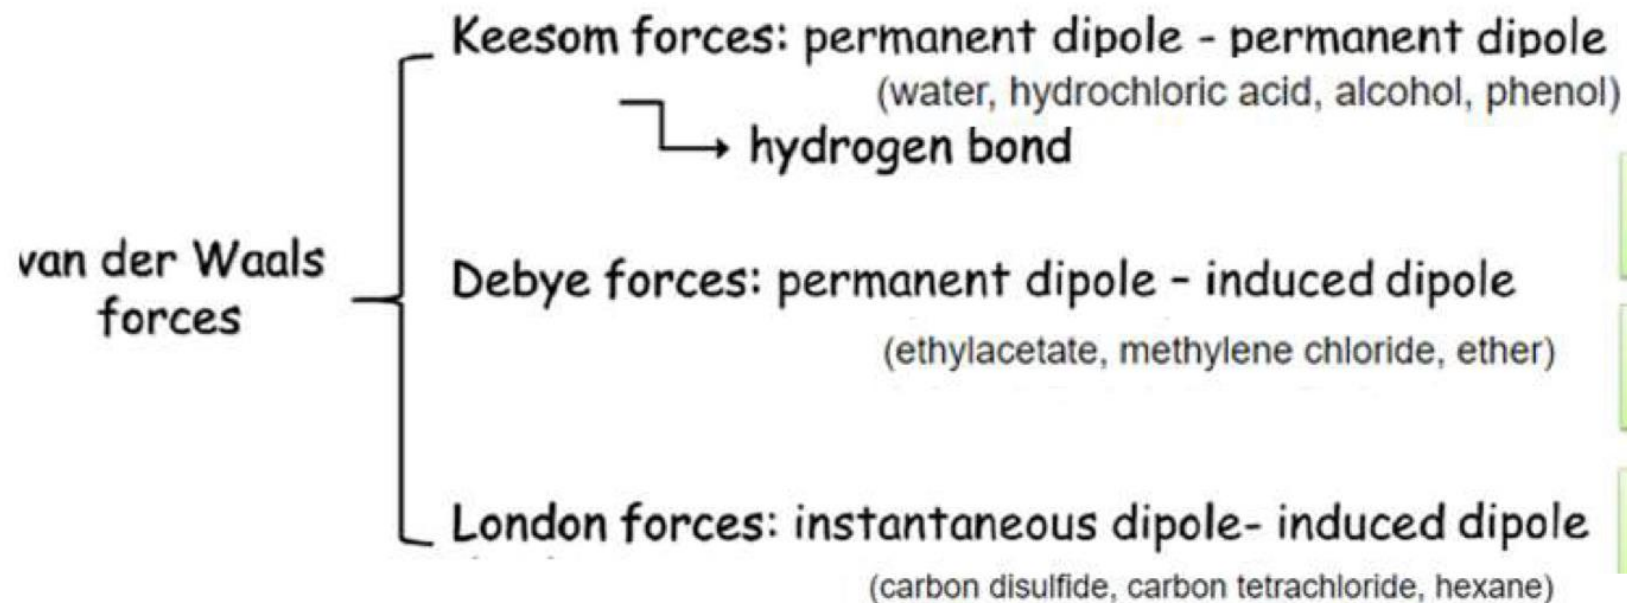 Keesom forces: permanent dipole - permanent dipole
(water, hydrochloric acid, alcohol, phenol)
hydrogen bond
van der Waals
forces
Debye forces: permanent dipole - induced dipole
(ethylacetate, methylene chloride, ether)
London forces: instantaneous dipole- induced dipole
(carbon disulfide, carbon tetrachloride, hexane)